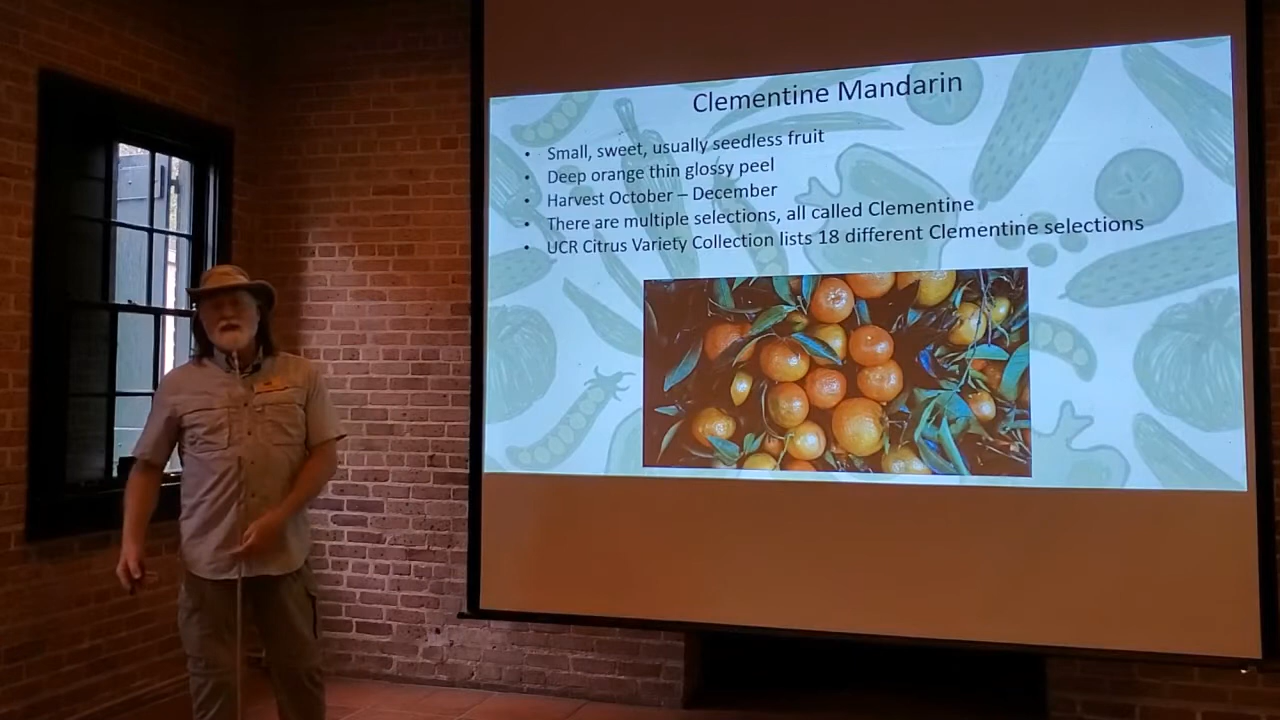 Clementine Mandarin
• Small, sweet, usually seedless fruit
• Deep orange thin glossy peel
• Harvest October – December
• There are multiple selections, all called Clementine
• UCR Citrus Variety Collection lists 18 different Clementine selections